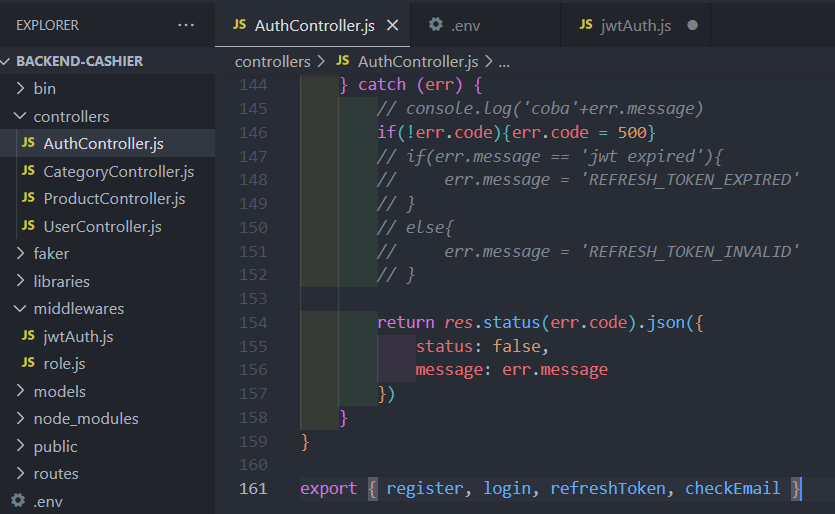 EXPLORER ...
BACKEND-CASHIER
bin
controllers
JS AuthController.js
JS CategoryController.js
JS ProductController.js
JS UserController.js
faker
libraries
middlewares
JS jwtAuth.js
JS role.js
models
node_modules
public
routes
.env
JS AuthController.js .env JS jwtAuth.js
controllers > JS AuthController.js > ...
144 } catch (err) {
145 // console.log('coba'+err.message)
146 if(!err.code){err.code = 500}
147 // if(err.message == 'jwt expired'){
148 // err.message = 'REFRESH_TOKEN_EXPIRED'
149 // }
150 // else{
151 // err.message = 'REFRESH_TOKEN_INVALID'
152 // }
153
154 return res.status(err.code).json({
155 status: false,
156 message: err.message
157 })
158 }
159 }
160
161 export { register, login, refreshToken, checkEmail }